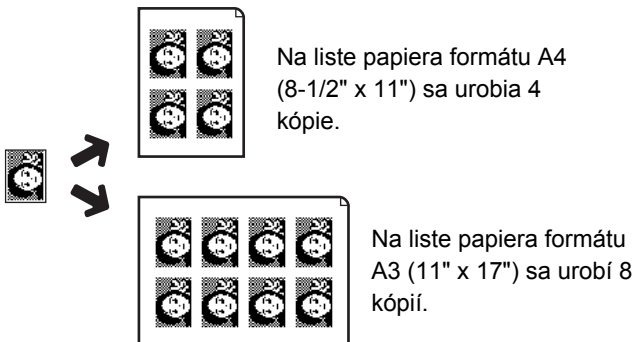 Na liste papiera formátu A4
(8-1/2" x 11") sa urobia 4
kópie.
Na liste papiera formátu
A3 (11" x 17") sa urobí 8
kópií.